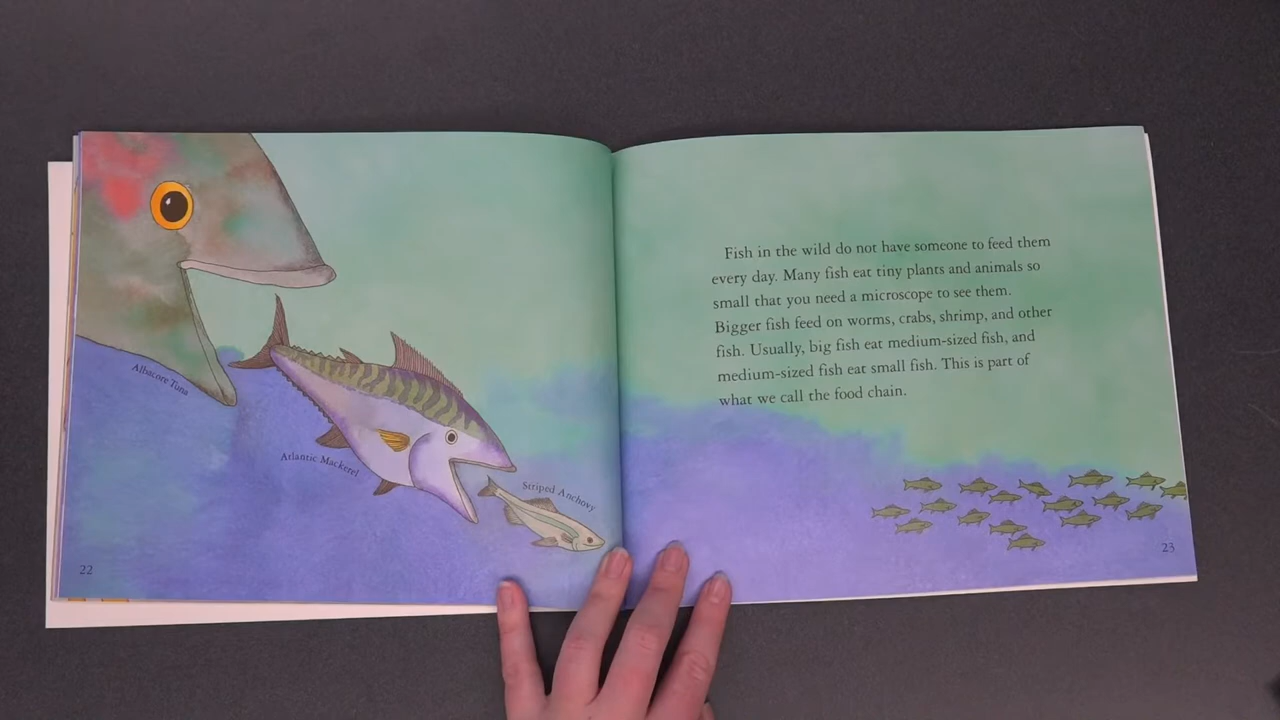 Albacore Tuna
Atlantic Mackerel
Striped Anchovy
22
Fish in the wild do not have someone to feed them
every day. Many fish eat tiny plants and animals so
small that you need a microscope to see them.
Bigger fish feed on worms, crabs, shrimp, and other
fish. Usually, big fish eat medium-sized fish, and
medium-sized fish eat small fish. This is part of
what we call the food chain.
23